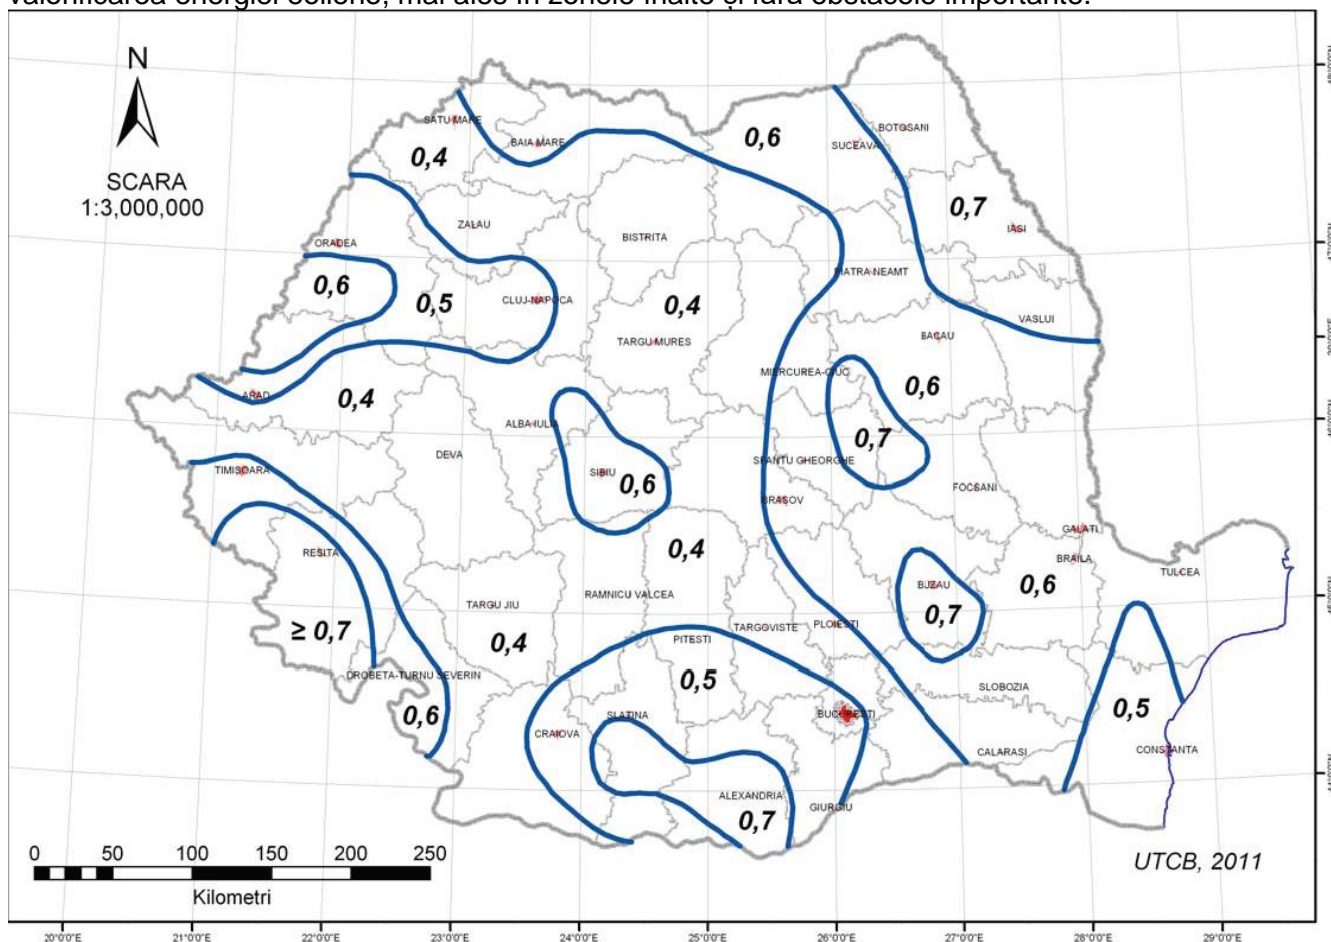 valorificarea energiei eoliene, mai ales în zonele înalte și fără obstacole importante.
N
SCARA
1:3,000,000
SATU MARE
BAIA MARE
0,4
0,6
BOTOSANI
SUCEAVA
0,7
IASI
ZALAU
ORADEA
BISTRITA
PIATRA NEAMT
0,6
0,5
CLUJ-NAPOCA
0,4
VASLUI
BACAU
TARGU MURES
MIERCUREA-CIUC
0,6
ARAD
0,4
ALBA IULIA
0,7
DEVA
SFANTU GHEORGHE
TIMISOARA
SIBIU
0,6
FOCSANI
BRASOV
GALATI
RESITA
0,4
BRAILA
TULCEA
BUZAU
0,6
RAMNICU VALCEA
TARGU JIU
0,7
≥ 0,7
0,4
TARGOVISTE
PLOIESTI
PITESTI
DROBETA-TURNU SEVERIN
0,5
SLOBOZIA
0,6
SLATINA
BUCURESTI
0,5
CRAIOVA
CALARASI
CONSTANTA
ALEXANDRIA
GIURGIU
0,7
0 50 100 150 200 250
Kilometri
UTCB, 2011
20°0'0"E 21°0'0"E 22°0'0"E 23°0'0"E 24°0'0"E 25°0'0"E 26°0'0"E 27°0'0"E 28°0'0"E 29°0'0"E